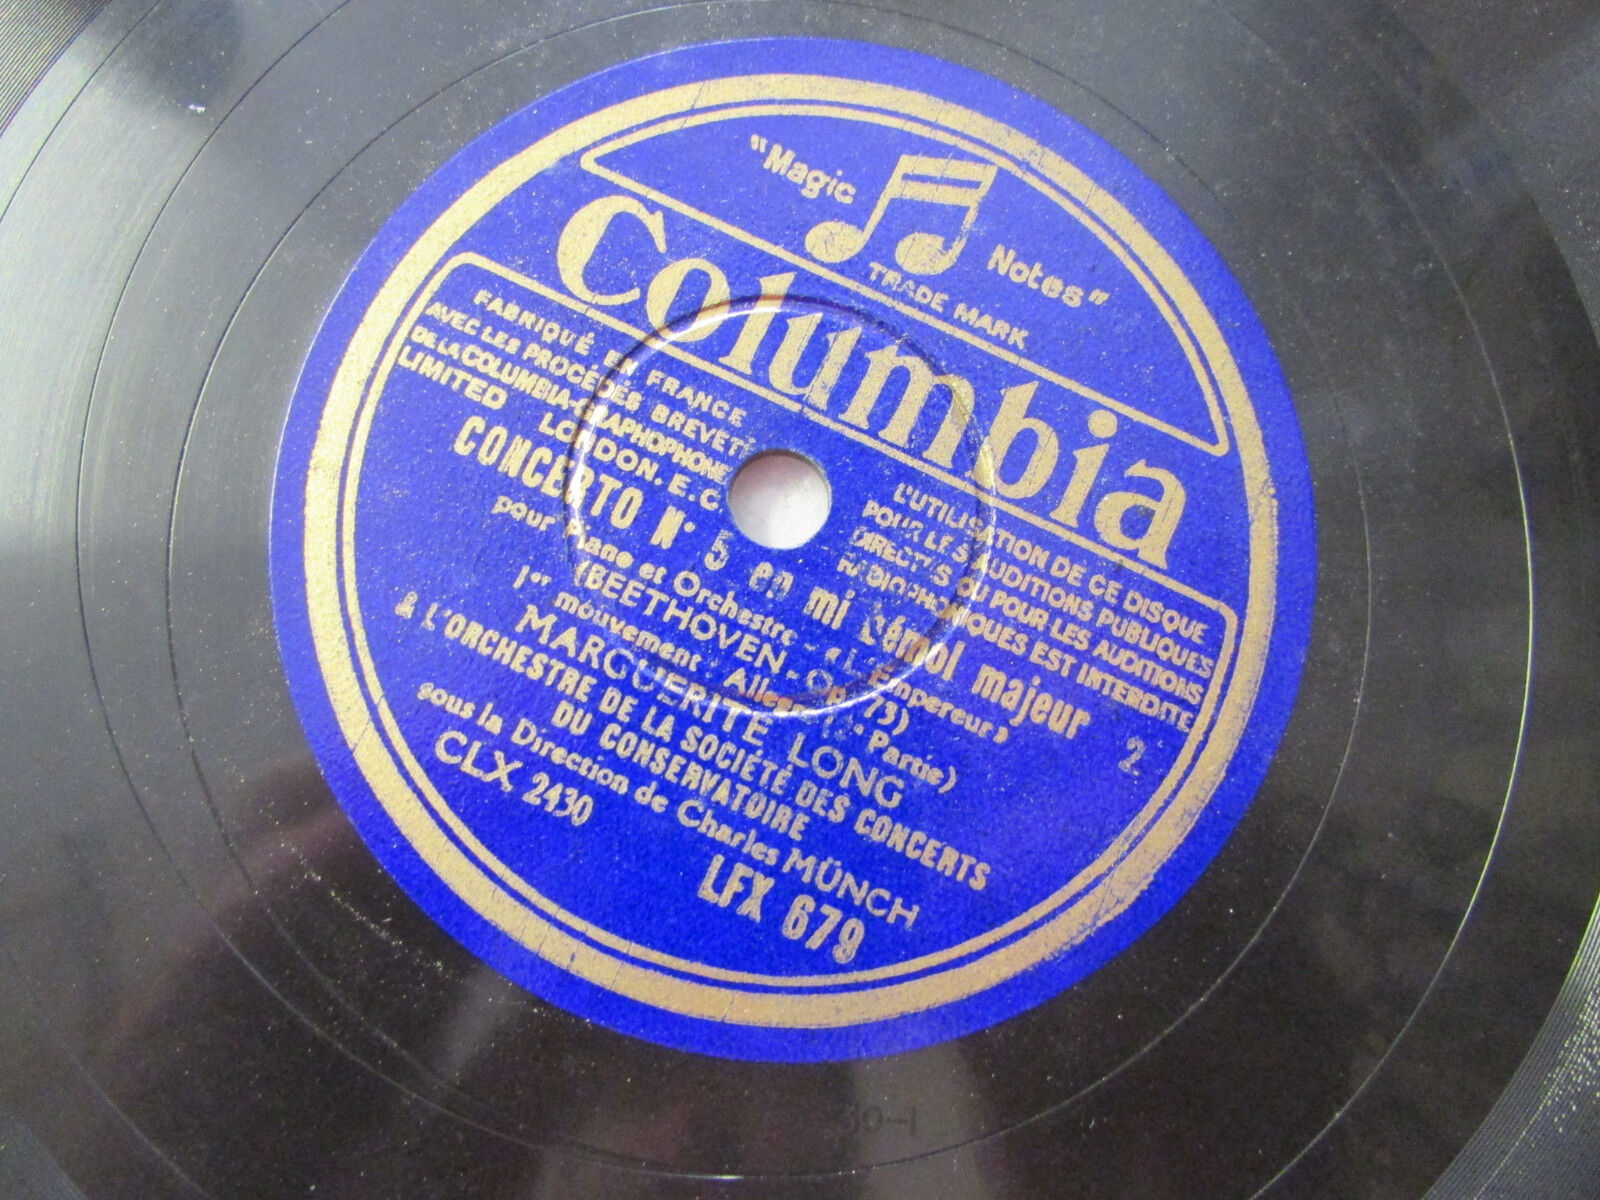 "Magic Notes"
TRADE MARK
Columbia
FABRIQUÉ EN FRANCE
AVEC LES PROCÉDÉS BREVETÉS
DE LA COLUMBIA GRAPHOPHONE
LIMITED LONDON. E.C.
L'UTILISATION DE CE DISQUE
POUR LES AUDITIONS PUBLIQUES
DIRECTES OU POUR LES AUDITIONS
RADIOPHONIQUES EST INTERDITE
CONCERTO N° 5 en mi bémol majeur
pour Piano et Orchestre - "L'Empereur"
(BEETHOVEN - Op. 73)
2
1er mouvement: Allegro (Partie)
MARGUERITE LONG
& L'ORCHESTRE DE LA SOCIÉTÉ DES CONCERTS
DU CONSERVATOIRE
sous la Direction de Charles MÜNCH
CLX 2430
LFX 679